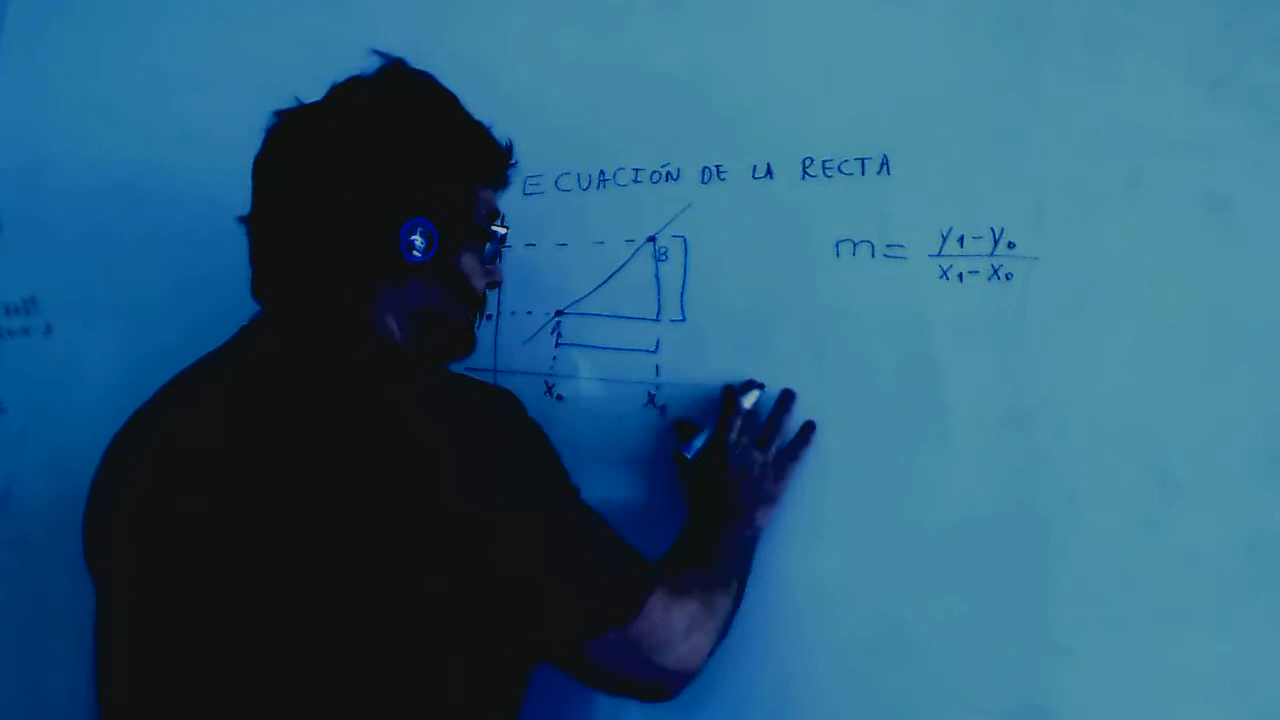 ECUACIÓN DE LA RECTA
m = y₁-y₀ / x₁-x₀
B
A
x₀ x₁